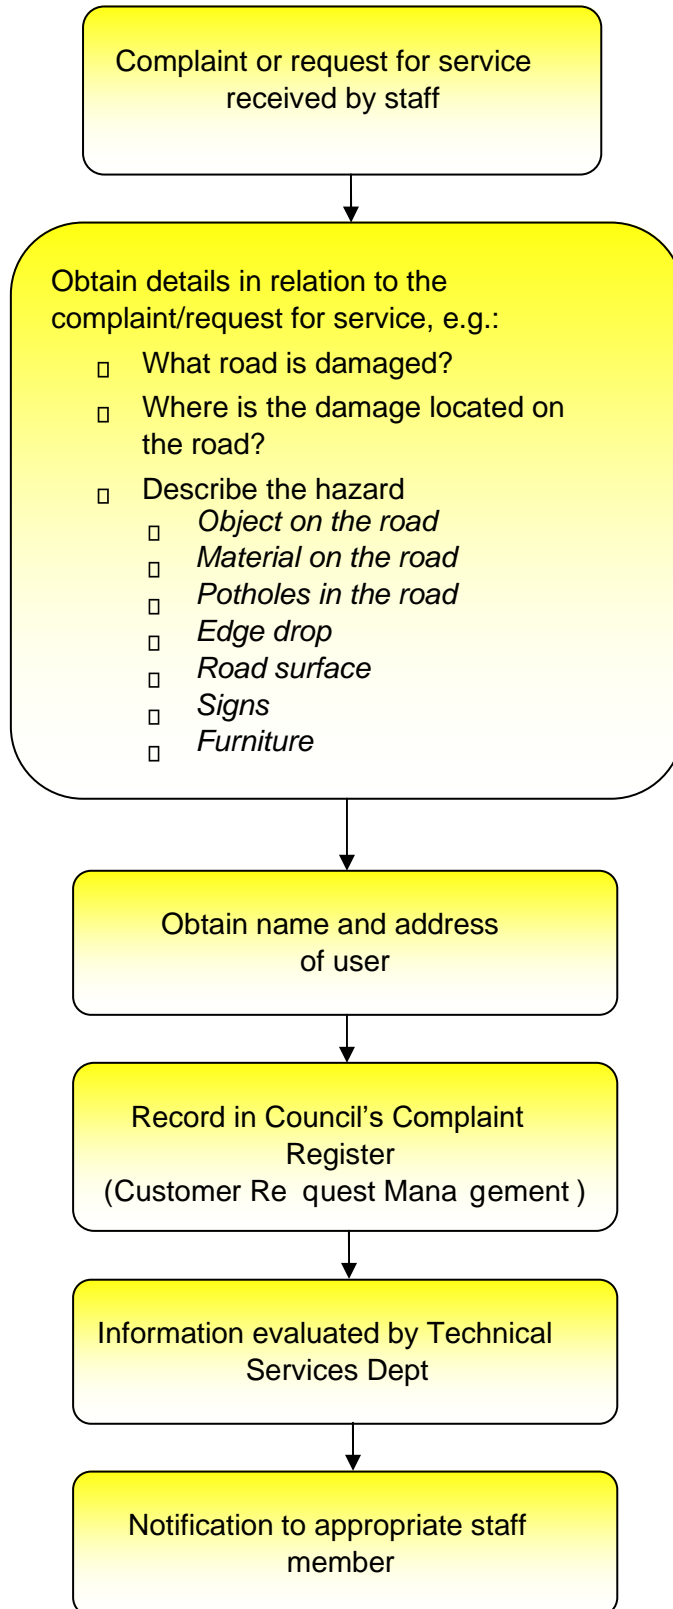 Complaint or request for service
received by staff
Obtain details in relation to the
complaint/request for service, e.g.:
What road is damaged?
Where is the damage located on
the road?
Describe the hazard
Object on the road
Material on the road
Potholes in the road
Edge drop
Road surface
Signs
Furniture
Obtain name and address
of user
Record in Council’s Complaint
Register
(Customer Re quest Mana gement )
Information evaluated by Technical
Services Dept
Notification to appropriate staff
member